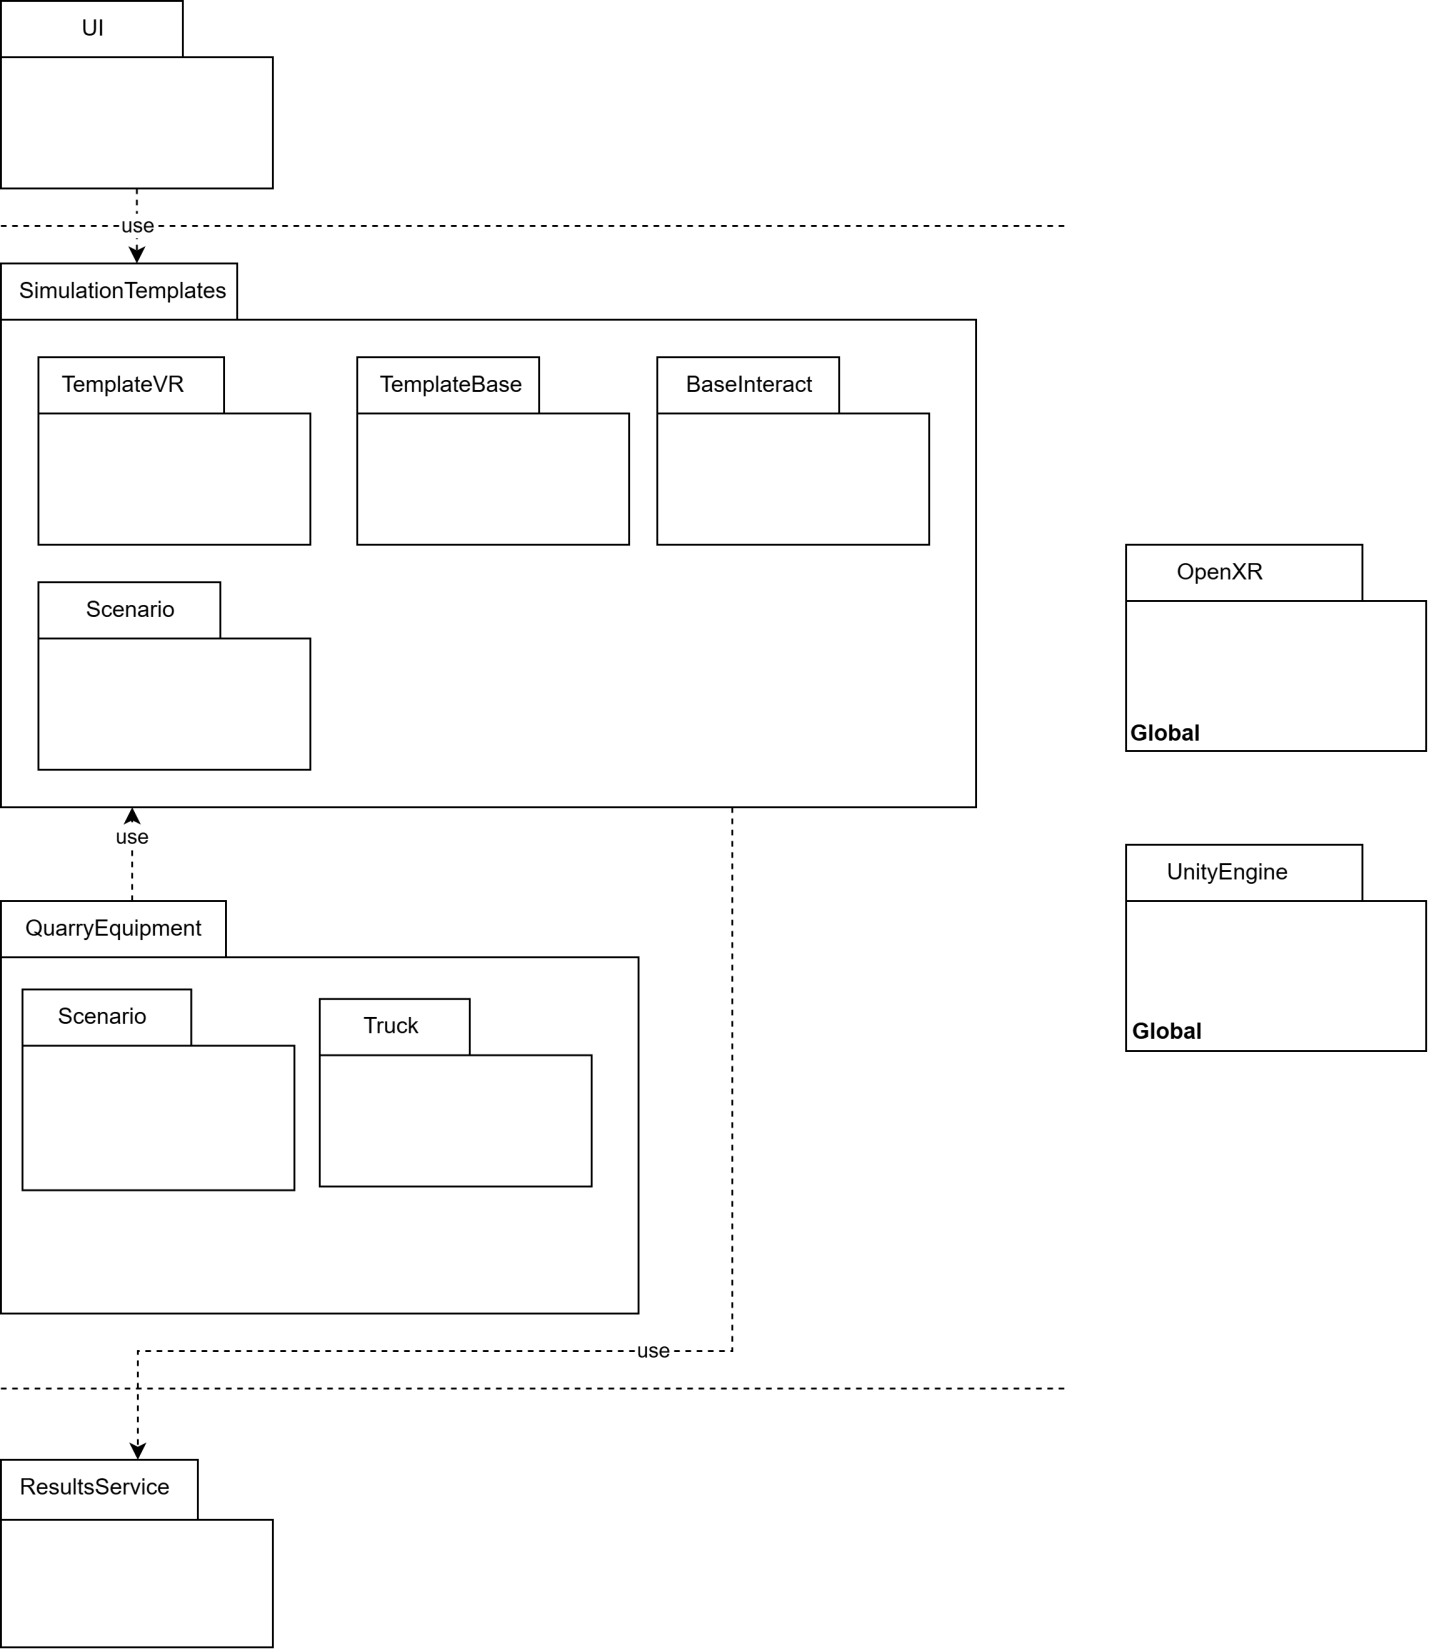 UI
use
SimulationTemplates
TemplateVR
TemplateBase
BaseInteract
Scenario
OpenXR
Global
use
UnityEngine
Global
QuarryEquipment
Scenario
Truck
use
ResultsService